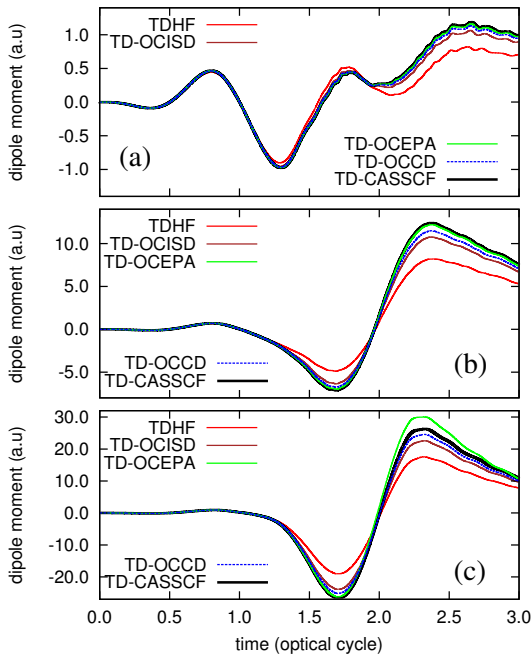 dipole moment (a.u)
1.0
0.5
0.0
-0.5
-1.0
TDHF
TD-OCISD
(a)
TD-OCEPA
TD-OCCD
TD-CASSCF
dipole moment (a.u)
10.0
5.0
0.0
-5.0
TDHF
TD-OCISD
TD-OCEPA
TD-OCCD
TD-CASSCF
(b)
dipole moment (a.u)
30.0
20.0
10.0
0.0
-10.0
-20.0
TDHF
TD-OCISD
TD-OCEPA
TD-OCCD
TD-CASSCF
(c)
0.0 0.5 1.0 1.5 2.0 2.5 3.0
time (optical cycle)